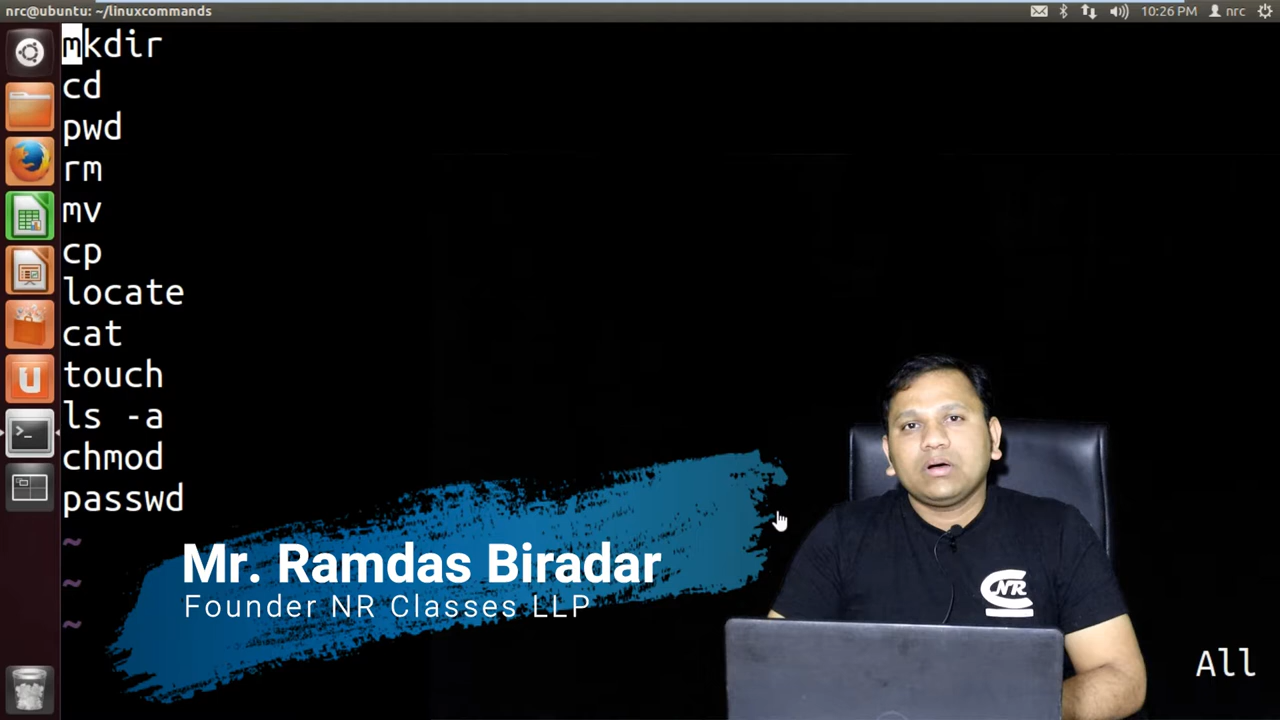 nrc@ubuntu: ~/linuxcommands
10:26 PM
nrc
mkdir
cd
pwd
rm
mv
cp
locate
cat
touch
ls -a
chmod
passwd
~
~
~
Mr. Ramdas Biradar
Founder NR Classes LLP
NR
All